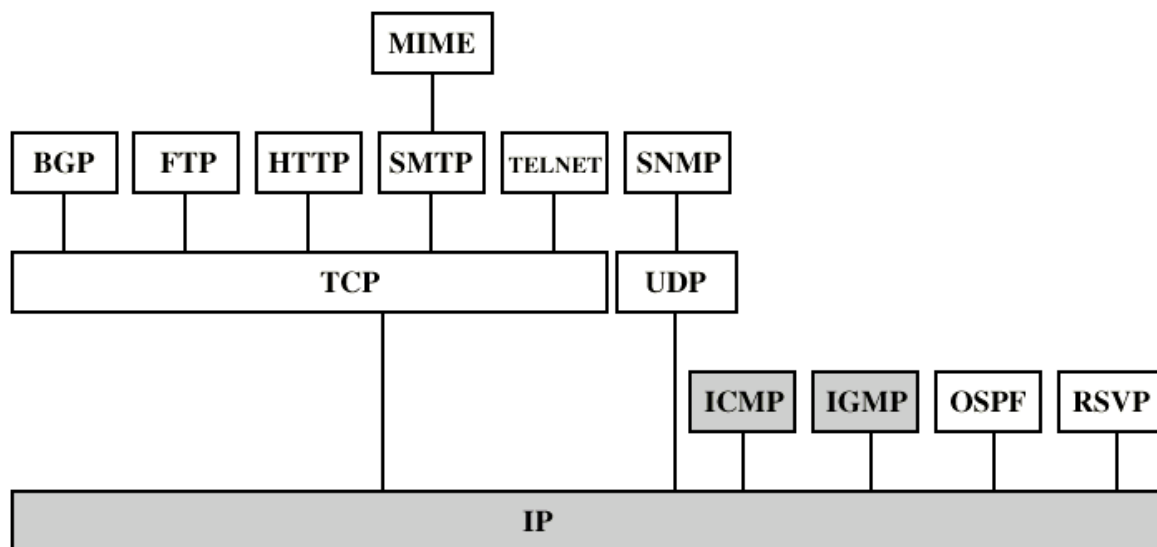 MIME
BGP FTP HTTP SMTP TELNET SNMP
TCP UDP
ICMP IGMP OSPF RSVP
IP